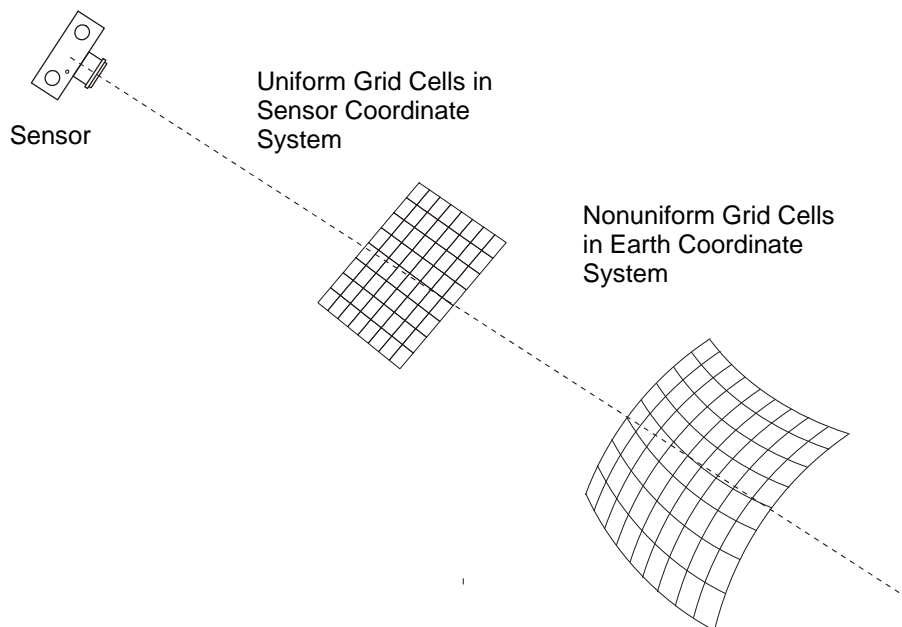 Sensor
Uniform Grid Cells in
Sensor Coordinate
System
Nonuniform Grid Cells
in Earth Coordinate
System